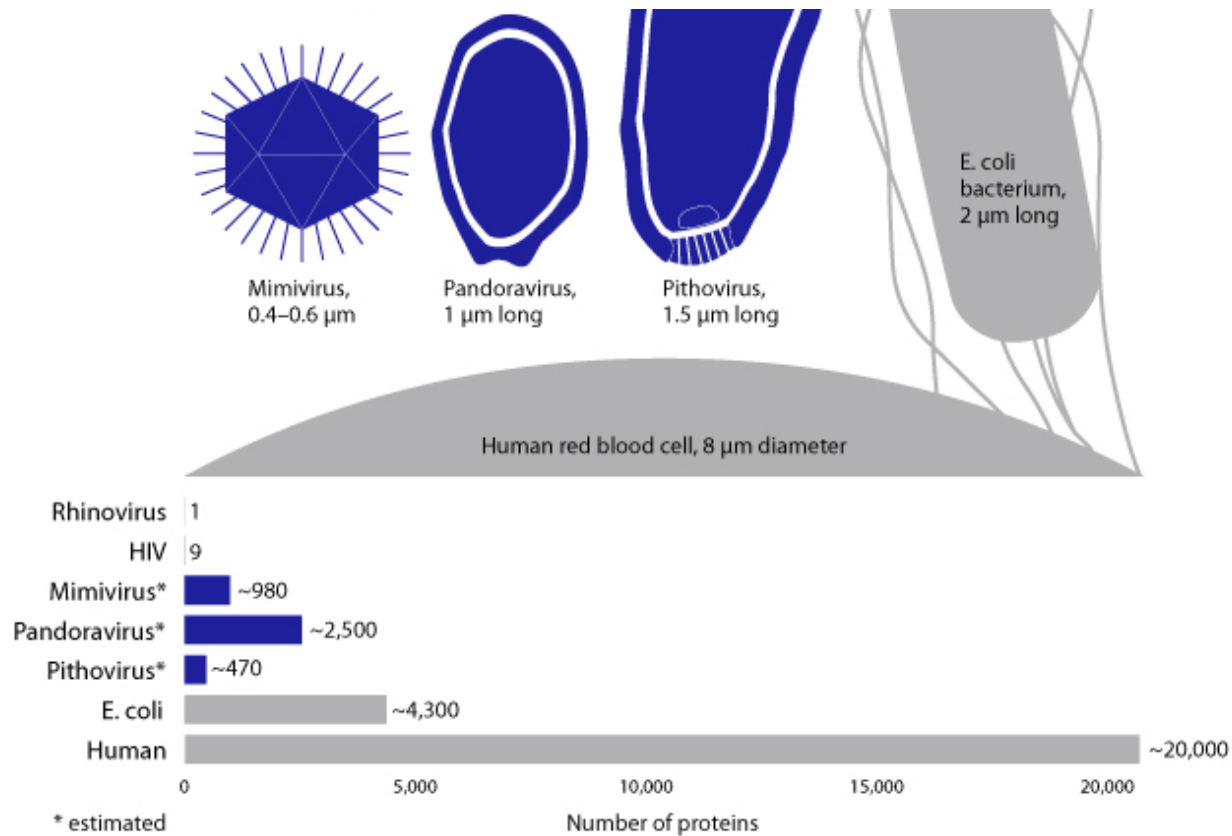 E. coli
bacterium,
2 µm long
Mimivirus,
0.4–0.6 µm
Pandoravirus,
1 µm long
Pithovirus,
1.5 µm long
Human red blood cell, 8 µm diameter
Rhinovirus 1
HIV 9
Mimivirus* ~980
Pandoravirus* ~2,500
Pithovirus* ~470
E. coli ~4,300
Human ~20,000
0 5,000 10,000 15,000 20,000
* estimated Number of proteins